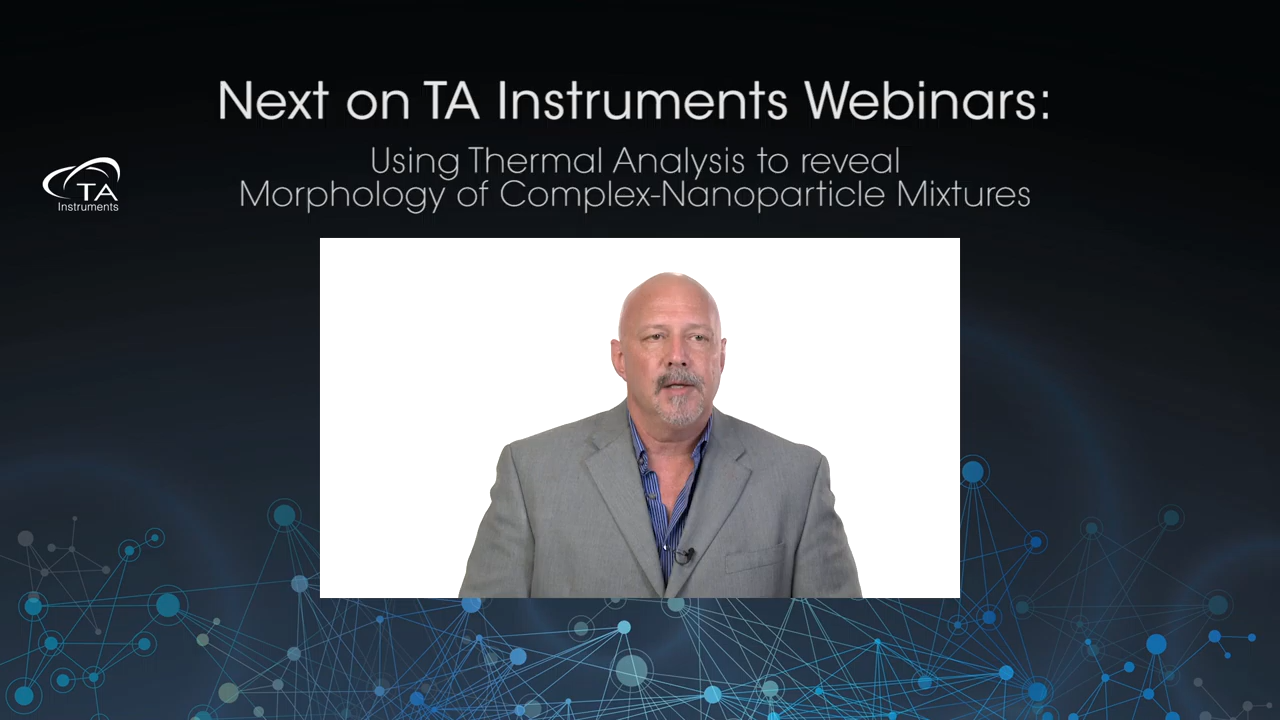 Next on TA Instruments Webinars:
Using Thermal Analysis to reveal
Morphology of Complex-Nanoparticle Mixtures
TA
Instruments